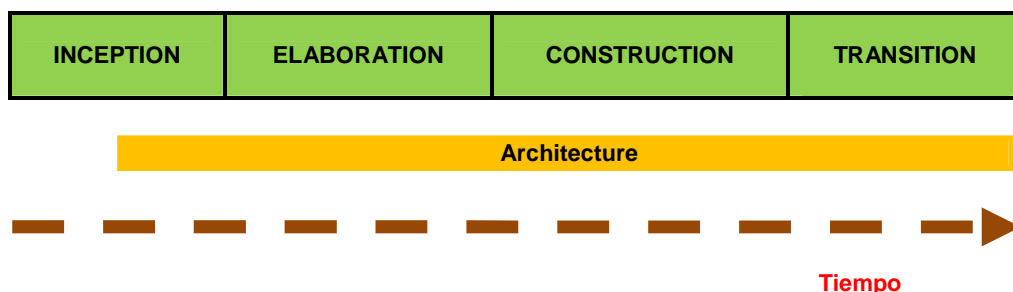 INCEPTION ELABORATION CONSTRUCTION TRANSITION
Architecture
Tiempo